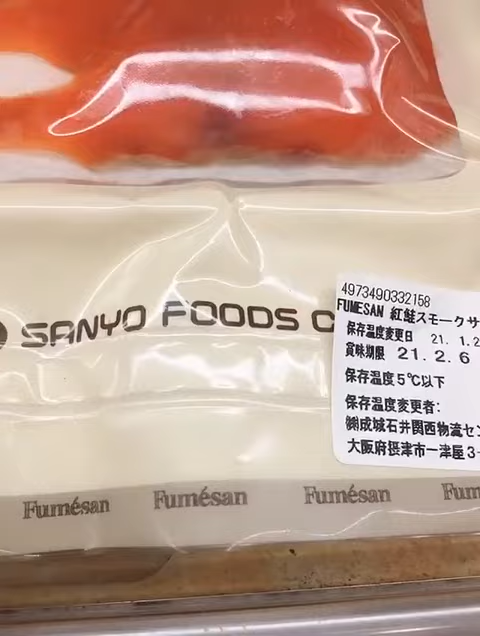 SANYO FOODS C
4973490332158
FUMESAN 紅鮭スモークサ
保存温度変更日 21. 1.2
賞味期限 21. 2. 6
保存温度5℃以下
保存温度変更者:
㈱成城石井関西物流セン
大阪府摂津市一津屋3-
Fumésan Fumésan Fumésan Fum